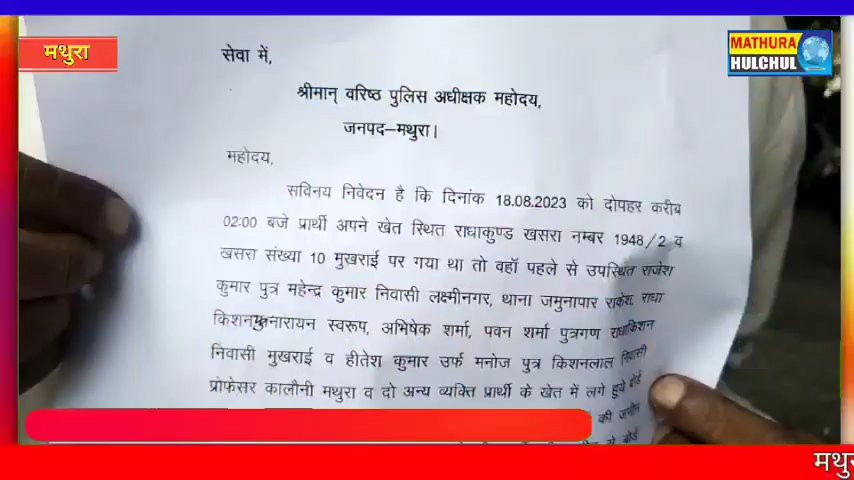 मथुरा
MATHURA
HULCHUL
सेवा में,
श्रीमान् वरिष्ठ पुलिस अधीक्षक महोदय,
जनपद–मथुरा।
महोदय,
सविनय निवेदन है कि दिनांक 18.08.2023 को दोपहर करीब
02:00 बजे प्रार्थी अपने खेत स्थित राधाकुण्ड खसरा नम्बर 1948/2 व
खसरा संख्या 10 मुखराई पर गया था तो वहॉ पहले से उपस्थित राजेश
कुमार पुत्र महेन्द्र कुमार निवासी लक्ष्मीनगर, थाना जमुनापार राकेश, राधा
नारायन स्वरूप, अभिषेक शर्मा, पवन शर्मा पुत्रगण राधाकिशन
निवासी मुखराई व हीतेश कुमार उर्फ मनोज पुत्र किशनलाल निवासी
प्रोफेसर कालौनी मथुरा व दो अन्य व्यक्ति प्रार्थी के खेत में लगे हुये बोर्ड
की जमीन
बोर्ड